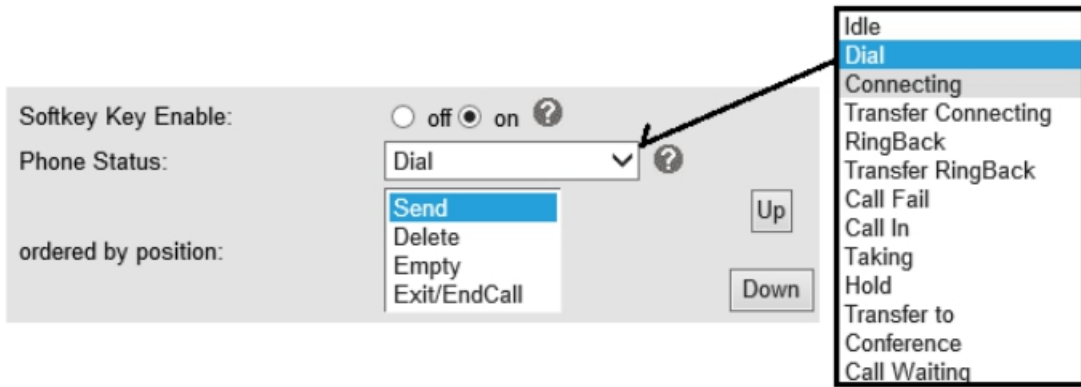 Softkey Key Enable: off on ?
Phone Status: Dial ?
ordered by position:
Send
Delete
Empty
Exit/EndCall
Up
Down
Idle
Dial
Connecting
Transfer Connecting
RingBack
Transfer RingBack
Call Fail
Call In
Taking
Hold
Transfer to
Conference
Call Waiting